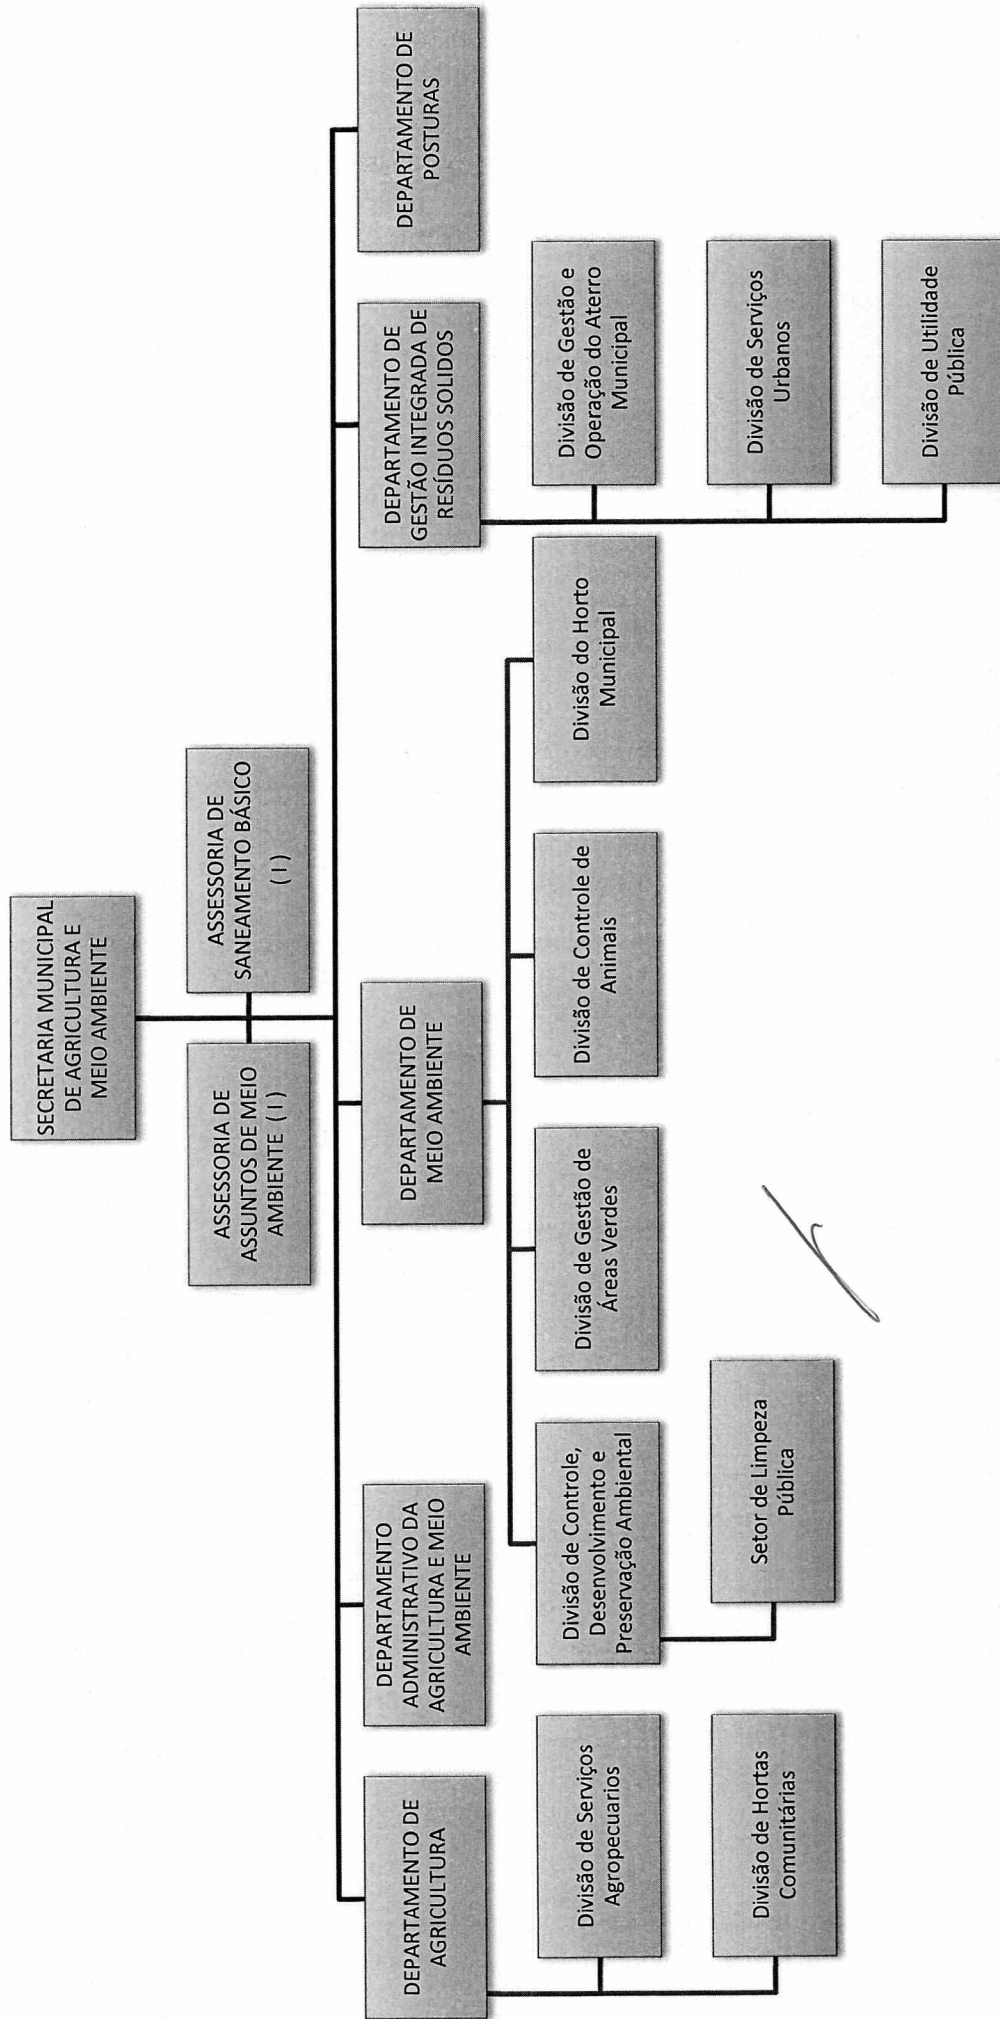 SECRETARIA MUNICIPAL
DE AGRICULTURA E
MEIO AMBIENTE
ASSESSORIA DE
ASSUNTOS DE MEIO
AMBIENTE ( I )
ASSESSORIA DE
SANEAMENTO BÁSICO
( I )
DEPARTAMENTO DE
AGRICULTURA
DEPARTAMENTO
ADMINISTRATIVO DA
AGRICULTURA E MEIO
AMBIENTE
DEPARTAMENTO DE
MEIO AMBIENTE
DEPARTAMENTO DE
GESTÃO INTEGRADA DE
RESÍDUOS SOLIDOS
DEPARTAMENTO DE
POSTURAS
Divisão de Serviços
Agropecuarios
Divisão de Controle,
Desenvolvimento e
Preservação Ambiental
Divisão de Gestão de
Áreas Verdes
Divisão de Controle de
Animais
Divisão do Horto
Municipal
Divisão de Gestão e
Operação do Aterro
Municipal
Divisão de Hortas
Comunitárias
Setor de Limpeza
Pública
Divisão de Serviços
Urbanos
Divisão de Utilidade
Pública